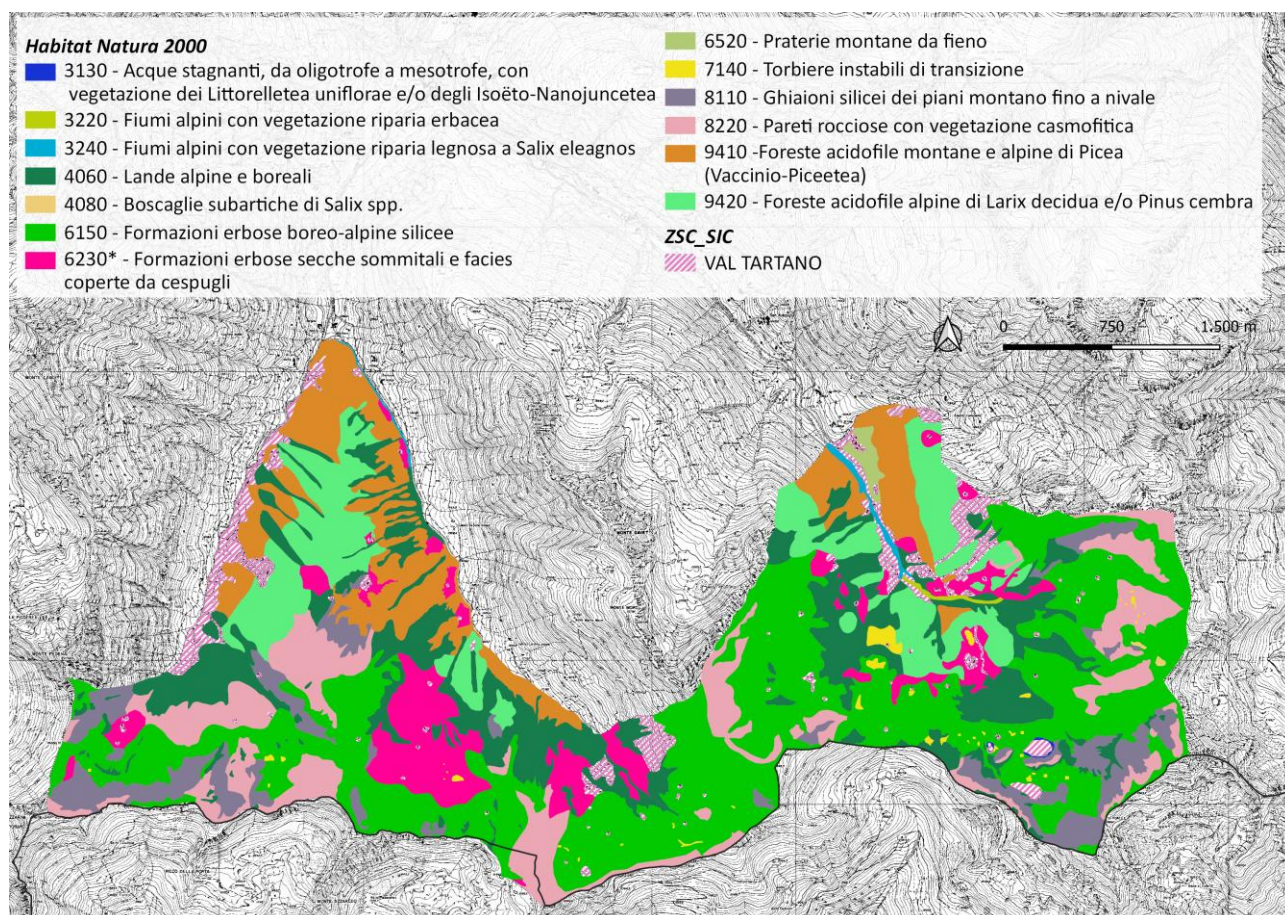 Habitat Natura 2000
3130 - Acque stagnanti, da oligotrofe a mesotrofe, con
vegetazione dei Littorelletea uniflorae e/o degli Isoëto-Nanojuncetea
3220 - Fiumi alpini con vegetazione riparia erbacea
3240 - Fiumi alpini con vegetazione riparia legnosa a Salix eleagnos
4060 - Lande alpine e boreali
4080 - Boscaglie subartiche di Salix spp.
6150 - Formazioni erbose boreo-alpine silicee
6230* - Formazioni erbose secche sommitali e facies
coperte da cespugli
6520 - Praterie montane da fieno
7140 - Torbiere instabili di transizione
8110 - Ghiaioni silicei dei piani montano fino a nivale
8220 - Pareti rocciose con vegetazione casmofitica
9410 -Foreste acidofile montane e alpine di Picea
(Vaccinio-Piceetea)
9420 - Foreste acidofile alpine di Larix decidua e/o Pinus cembra
ZSC_SIC
VAL TARTANO
0 750 1.500 m